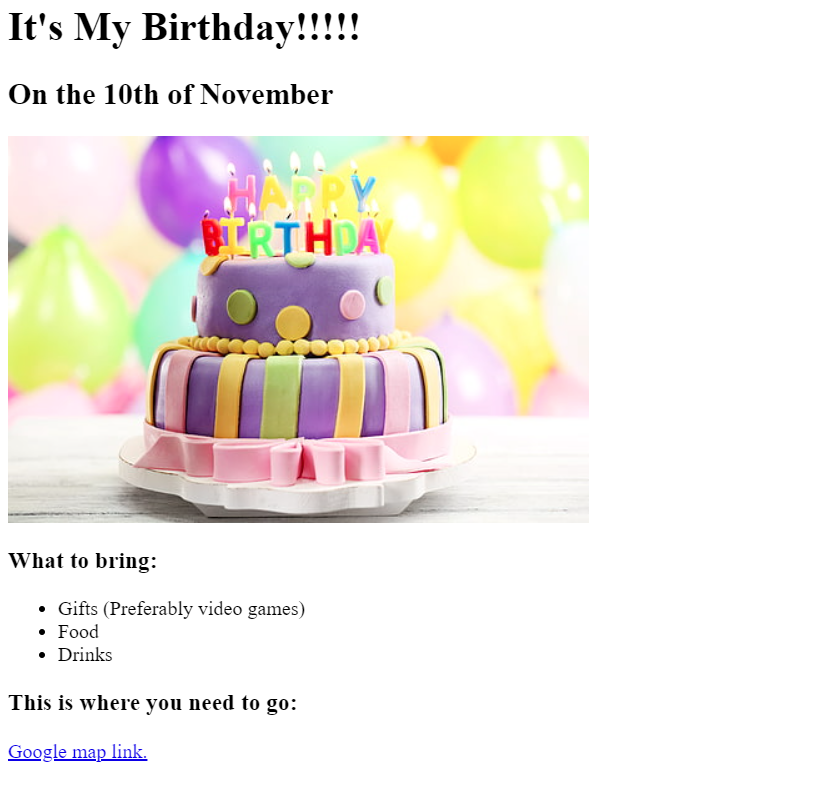 It's My Birthday!!!!!
On the 10th of November
HAPPY
BIRTHDAY
What to bring:
Gifts (Preferably video games)
Food
Drinks
This is where you need to go:
Google map link.